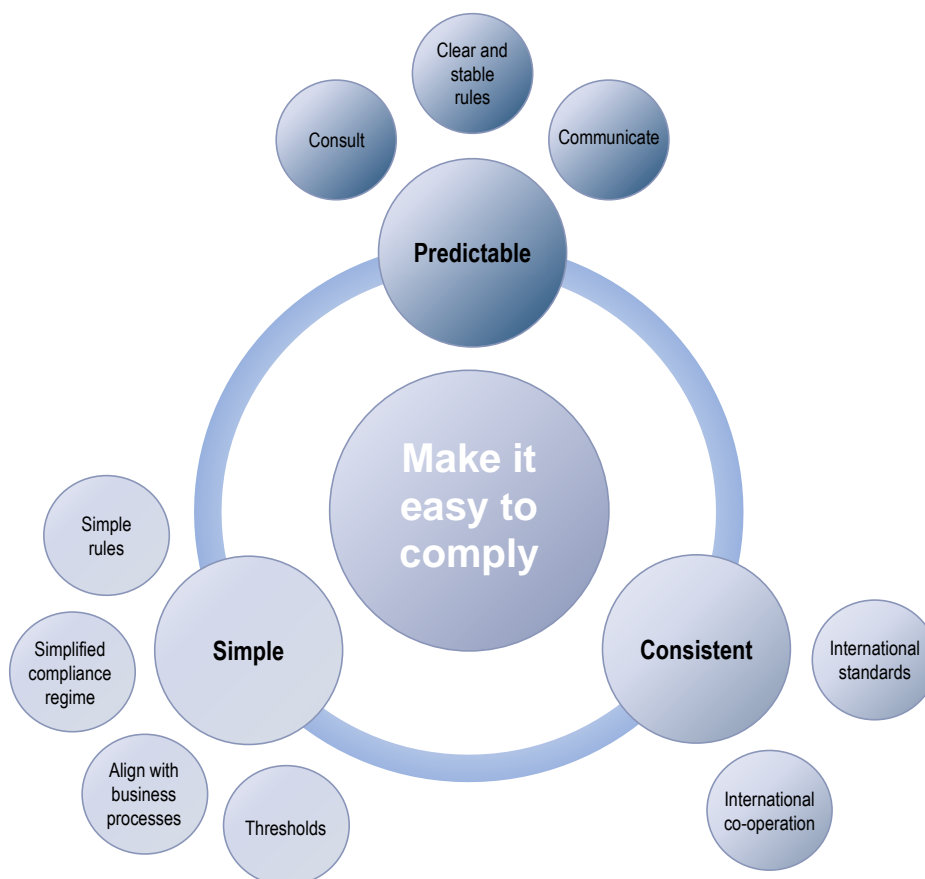 Clear and
stable
rules
Consult
Communicate
Predictable
Make it
easy to
comply
Simple
rules
Simplified
compliance
regime
Simple
Consistent
International
standards
Align with
business
processes
Thresholds
International
co-operation